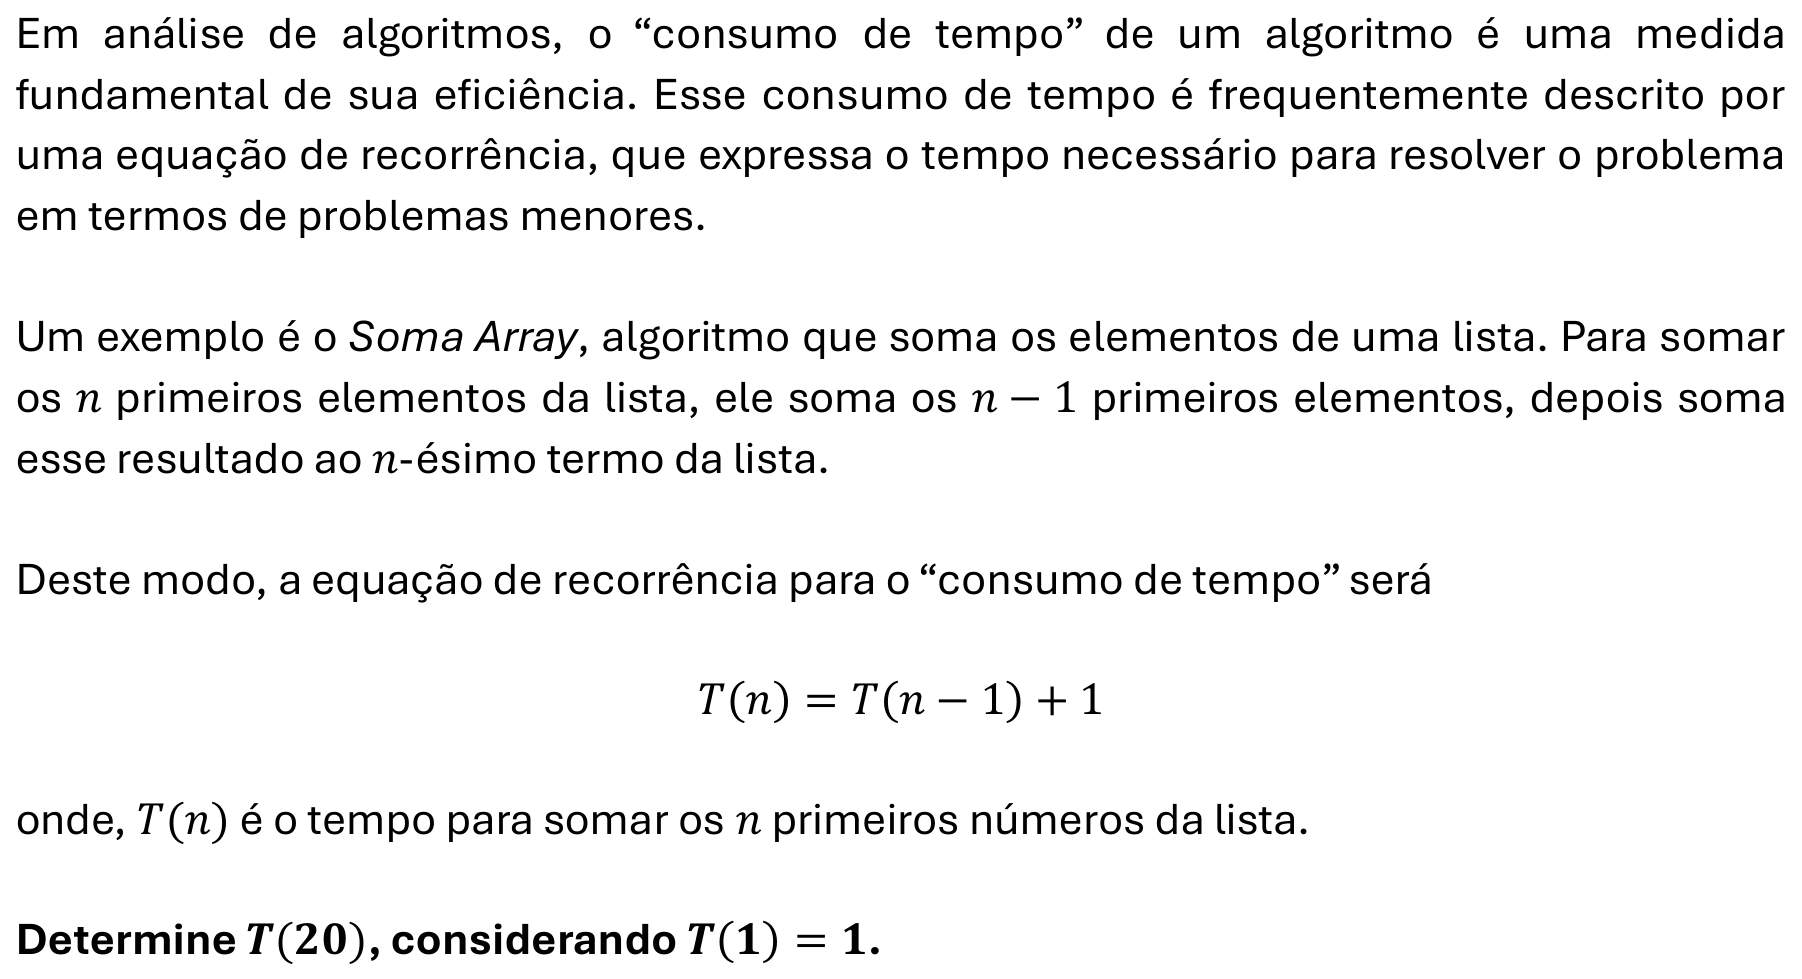 Em análise de algoritmos, o “consumo de tempo” de um algoritmo é uma medida
fundamental de sua eficiência. Esse consumo de tempo é frequentemente descrito por
uma equação de recorrência, que expressa o tempo necessário para resolver o problema
em termos de problemas menores.
Um exemplo é o Soma Array, algoritmo que soma os elementos de uma lista. Para somar
os n primeiros elementos da lista, ele soma os n − 1 primeiros elementos, depois soma
esse resultado ao n-ésimo termo da lista.
Deste modo, a equação de recorrência para o “consumo de tempo” será
T(n) = T(n − 1) + 1
onde, T(n) é o tempo para somar os n primeiros números da lista.
Determine T(20), considerando T(1) = 1.